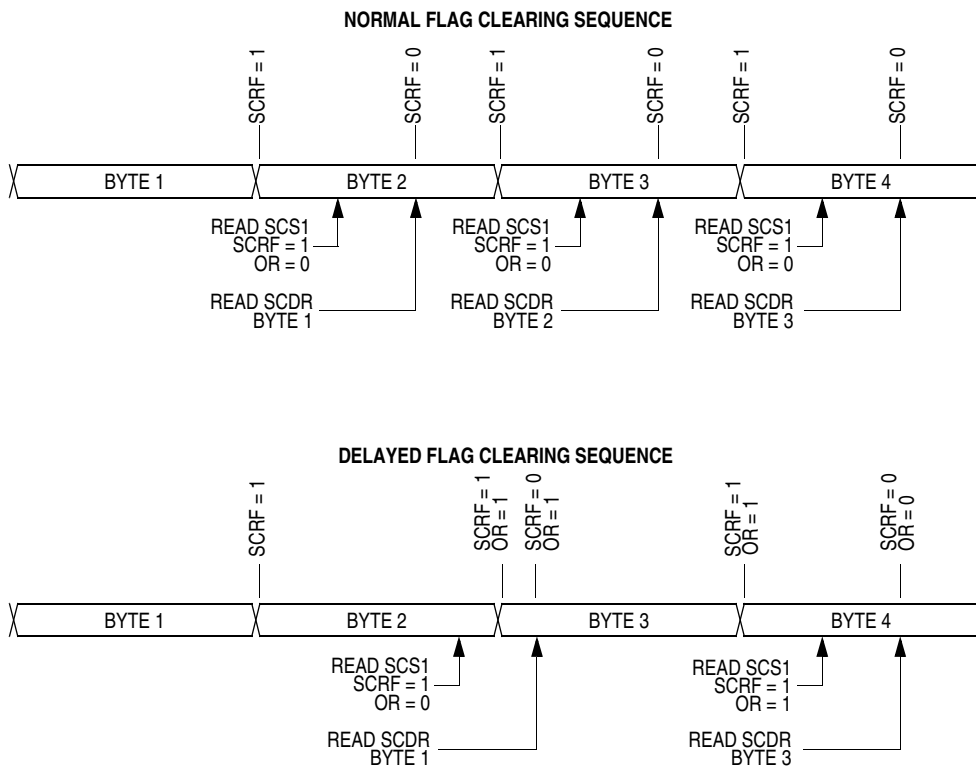 NORMAL FLAG CLEARING SEQUENCE
SCRF = 1
SCRF = 0
SCRF = 1
SCRF = 0
SCRF = 1
SCRF = 0
BYTE 1
BYTE 2
BYTE 3
BYTE 4
READ SCS1
SCRF = 1
OR = 0
READ SCS1
SCRF = 1
OR = 0
READ SCS1
SCRF = 1
OR = 0
READ SCDR
BYTE 1
READ SCDR
BYTE 2
READ SCDR
BYTE 3
DELAYED FLAG CLEARING SEQUENCE
SCRF = 1
SCRF = 1
OR = 1
SCRF = 0
OR = 1
SCRF = 1
OR = 1
SCRF = 0
OR = 0
BYTE 1
BYTE 2
BYTE 3
BYTE 4
READ SCS1
SCRF = 1
OR = 0
READ SCS1
SCRF = 1
OR = 1
READ SCDR
BYTE 1
READ SCDR
BYTE 3